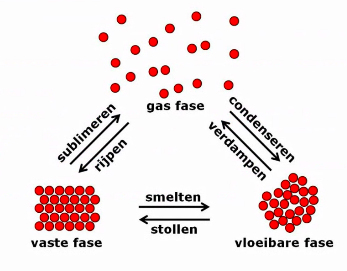 gas fase
sublimeren
rijpen
condenseren
verdampen
smelten
stollen
vaste fase
vloeibare fase